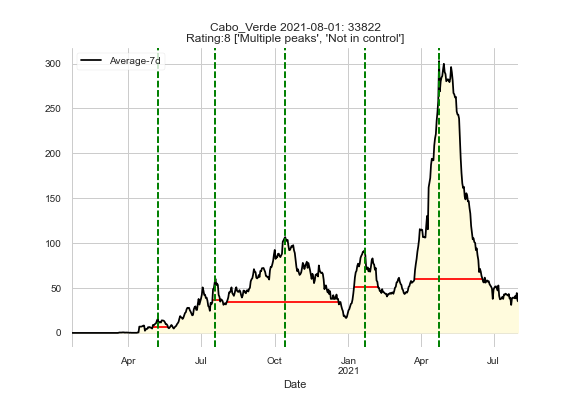 Cabo_Verde 2021-08-01: 33822
Rating:8 ['Multiple peaks', 'Not in control']
Average-7d
300
250
200
150
100
50
0
Apr Jul Oct Jan Apr Jul
2021
Date